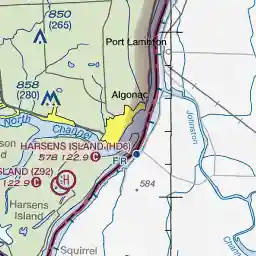 850
(265)
Port Lambton
858
(280)
Algonac
North
Channel
Johnston
HARSENS ISLAND (HD6)
578 122.9 C
FR
ISLAND (Z92)
122.9 C
H
584
Harsens
Island
Squirrel